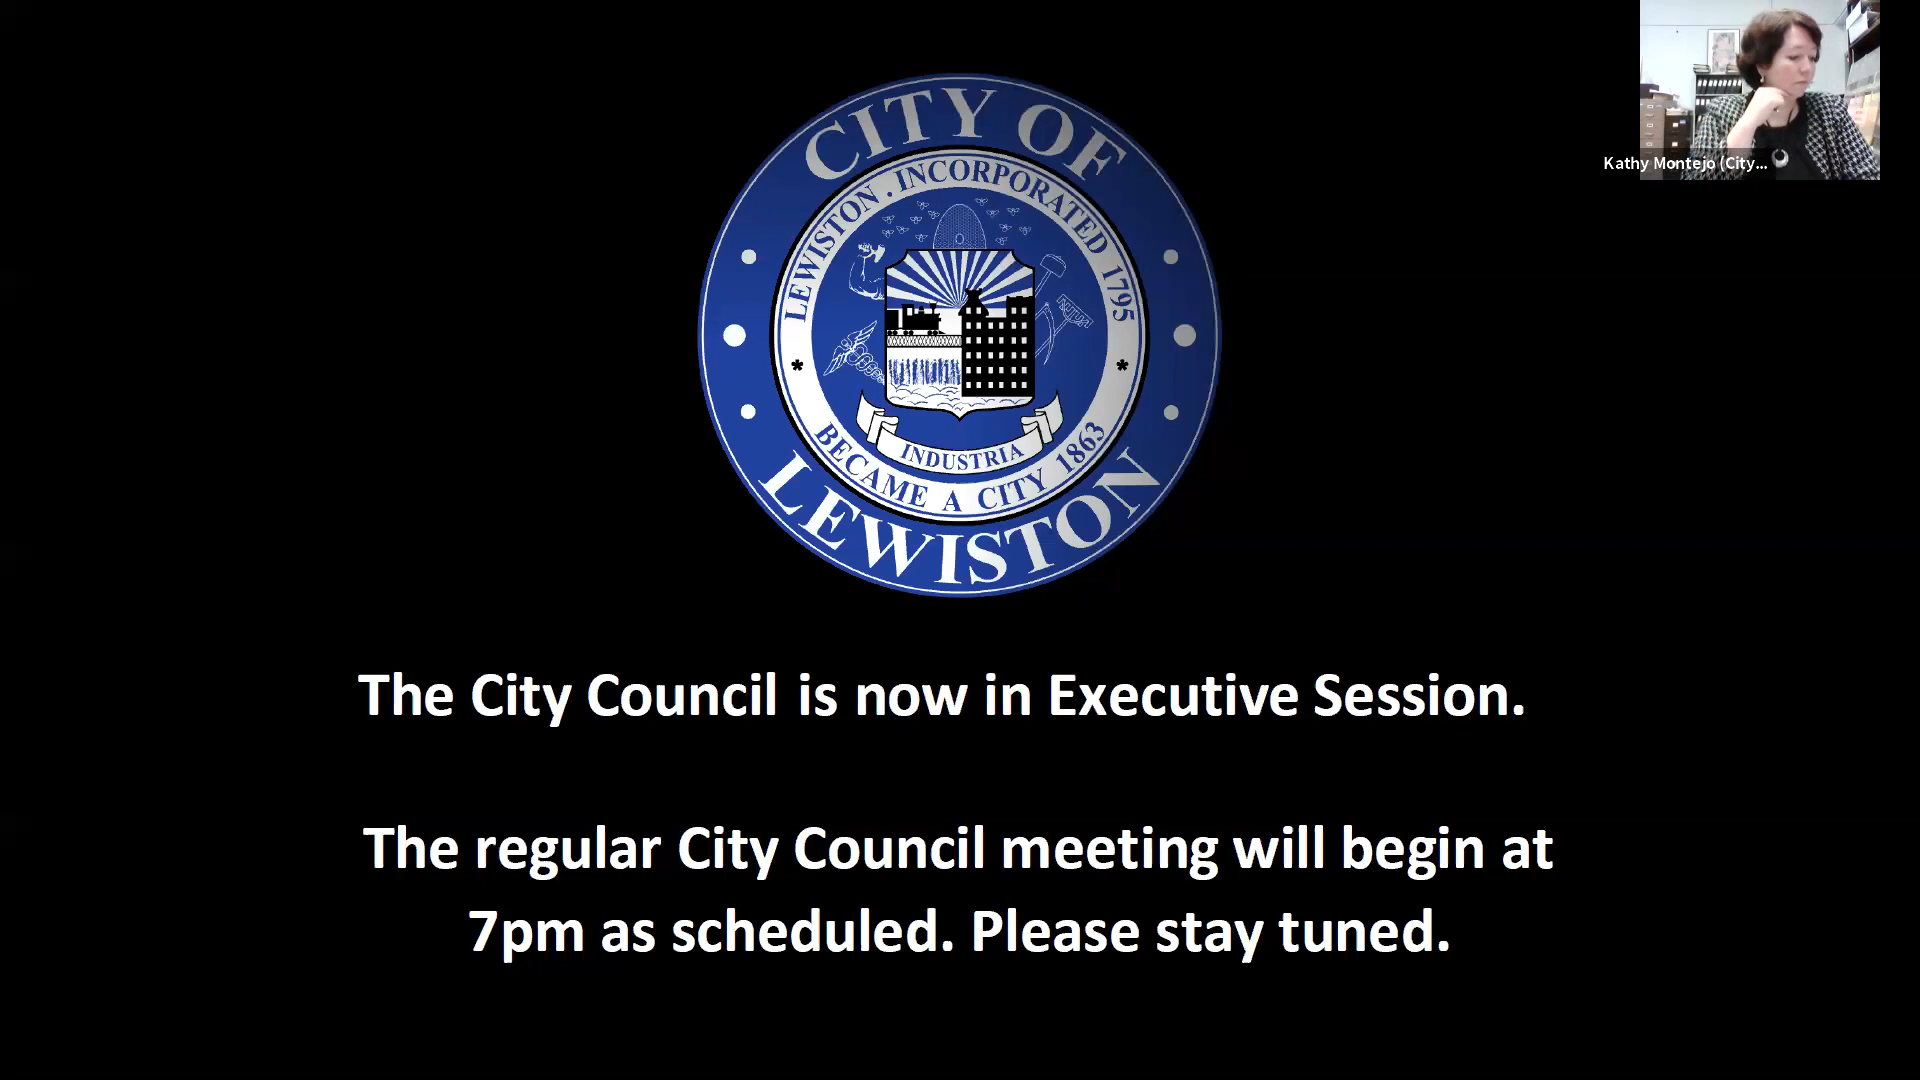 CITY OF
LEWISTON . INCORPORATED 1795
INDUSTRIA
* BECAME A CITY 1863 *
LEWISTON
Kathy Montejo (City...
The City Council is now in Executive Session.
The regular City Council meeting will begin at
7pm as scheduled. Please stay tuned.